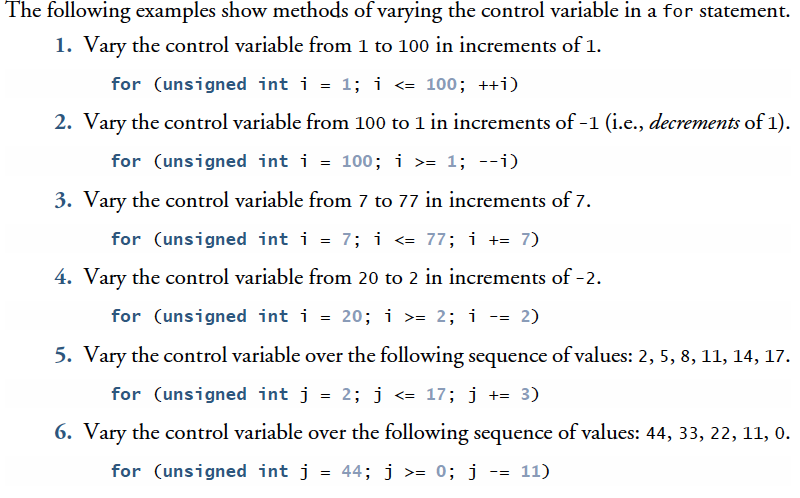 The following examples show methods of varying the control variable in a for statement.
1. Vary the control variable from 1 to 100 in increments of 1.
for (unsigned int i = 1; i <= 100; ++i)
2. Vary the control variable from 100 to 1 in increments of -1 (i.e., decrements of 1).
for (unsigned int i = 100; i >= 1; --i)
3. Vary the control variable from 7 to 77 in increments of 7.
for (unsigned int i = 7; i <= 77; i += 7)
4. Vary the control variable from 20 to 2 in increments of -2.
for (unsigned int i = 20; i >= 2; i -= 2)
5. Vary the control variable over the following sequence of values: 2, 5, 8, 11, 14, 17.
for (unsigned int j = 2; j <= 17; j += 3)
6. Vary the control variable over the following sequence of values: 44, 33, 22, 11, 0.
for (unsigned int j = 44; j >= 0; j -= 11)